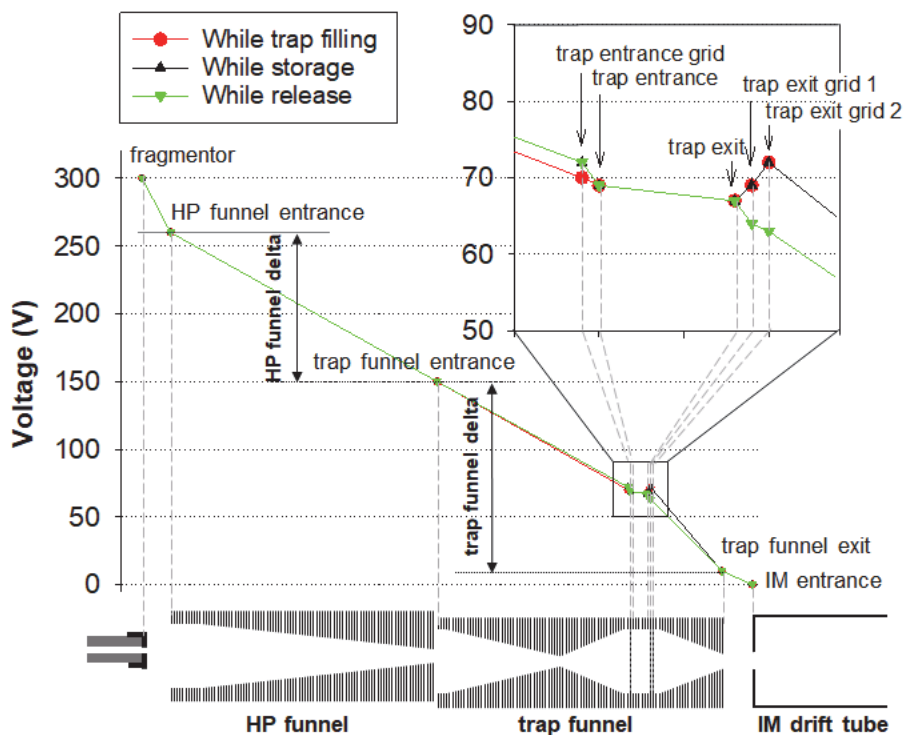 While trap filling
While storage
While release
90
80
70
60
50
trap entrance grid
trap entrance
trap exit grid 1
trap exit grid 2
trap exit
fragmentor
HP funnel entrance
HP funnel delta
trap funnel entrance
trap funnel delta
trap funnel exit
IM entrance
Voltage (V)
300
250
200
150
100
50
0
HP funnel
trap funnel
IM drift tube